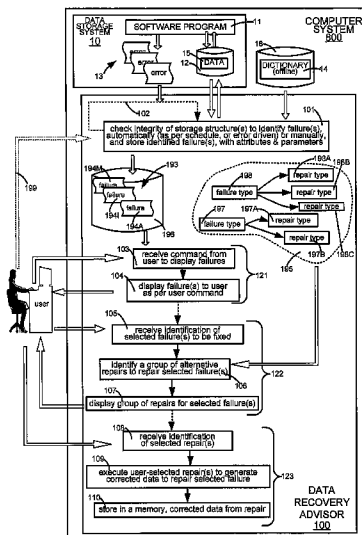 DATA STORAGE SYSTEM 10
SOFTWARE PROGRAM
11
COMPUTER SYSTEM 800
error
error
error
13
15
12
DATA
16
DICTIONARY (online)
44
102
101
check integrity of storage structure(s) to identify failure(s),
automatically (as per schedule, or error driven) or manually,
and store identified failure(s), with attributes & parameters
199
194M
193
failure
failure
194I
failure
194A
196
198A
repair type
198B
198
failure type
repair type
repair type
198C
197
197A
failure type
repair type
repair type
197B
195
103
receive command from user to display failures
104
display failure(s) to user as per user command
121
user
105
receive identification of selected failure(s) to be fixed
identify a group of alternative repairs to repair selected failure(s)
106
122
107
display group of repairs for selected failure(s)
108
receive identification of selected repair(s)
109
execute user-selected repair(s) to generate corrected data to repair selected failure
123
110
store in a memory, corrected data from repair
DATA RECOVERY ADVISOR 100